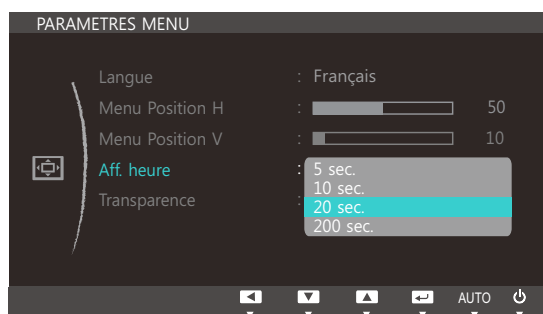 PARAMETRES MENU
Langue : Français
Menu Position H : 50
Menu Position V : 10
Aff. heure : 5 sec.
10 sec.
20 sec.
Transparence :
200 sec.
AUTO